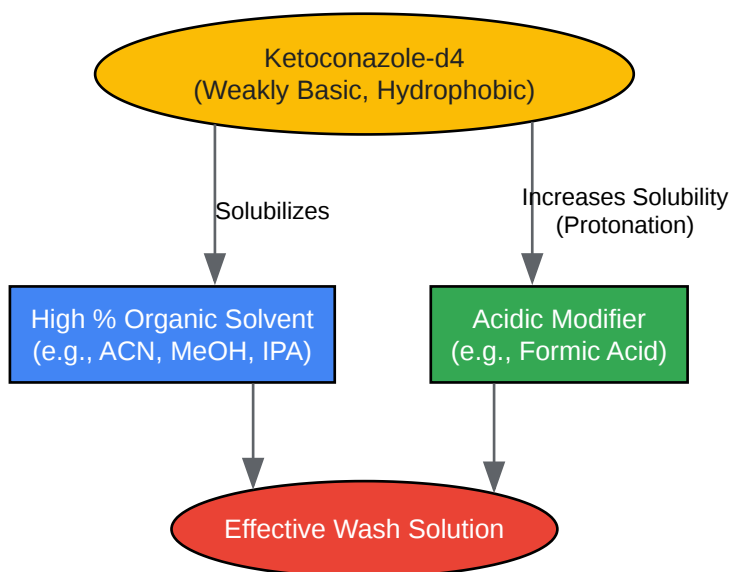 Ketoconazole-d4
(Weakly Basic, Hydrophobic)
Solubilizes
Increases Solubility
(Protonation)
High % Organic Solvent
(e.g., ACN, MeOH, IPA)
Acidic Modifier
(e.g., Formic Acid)
Effective Wash Solution